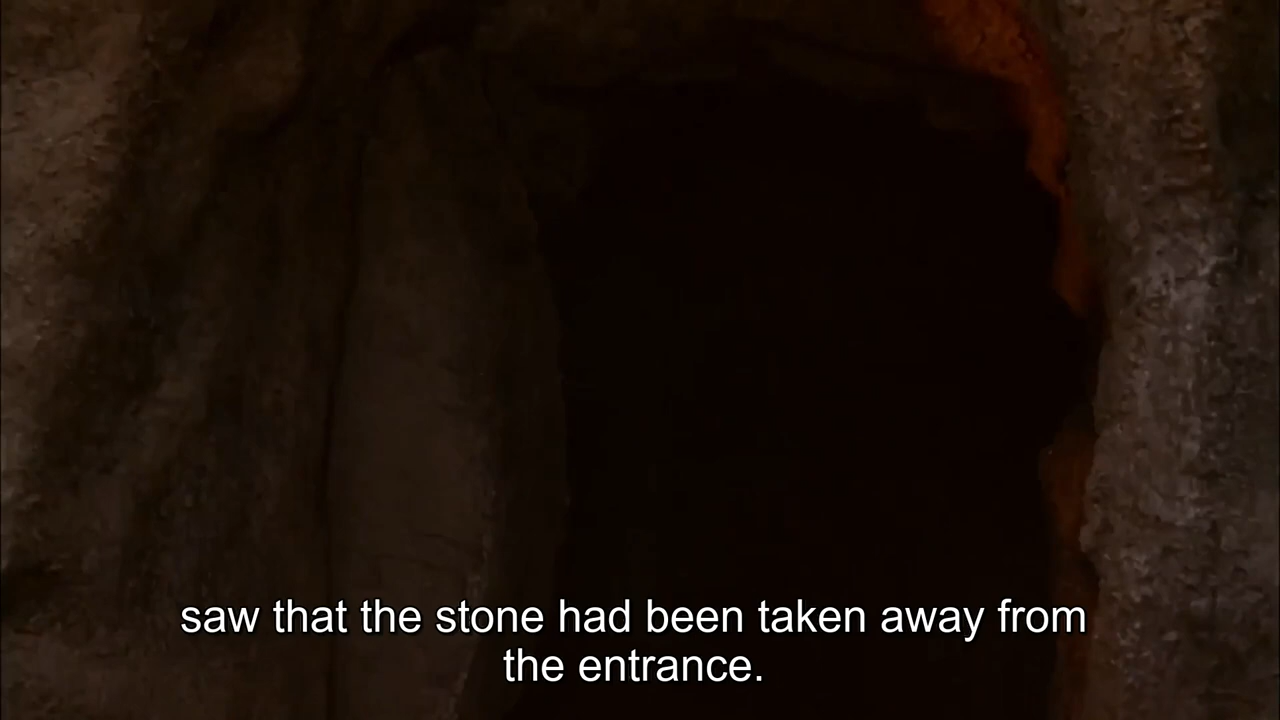 saw that the stone had been taken away from
the entrance.